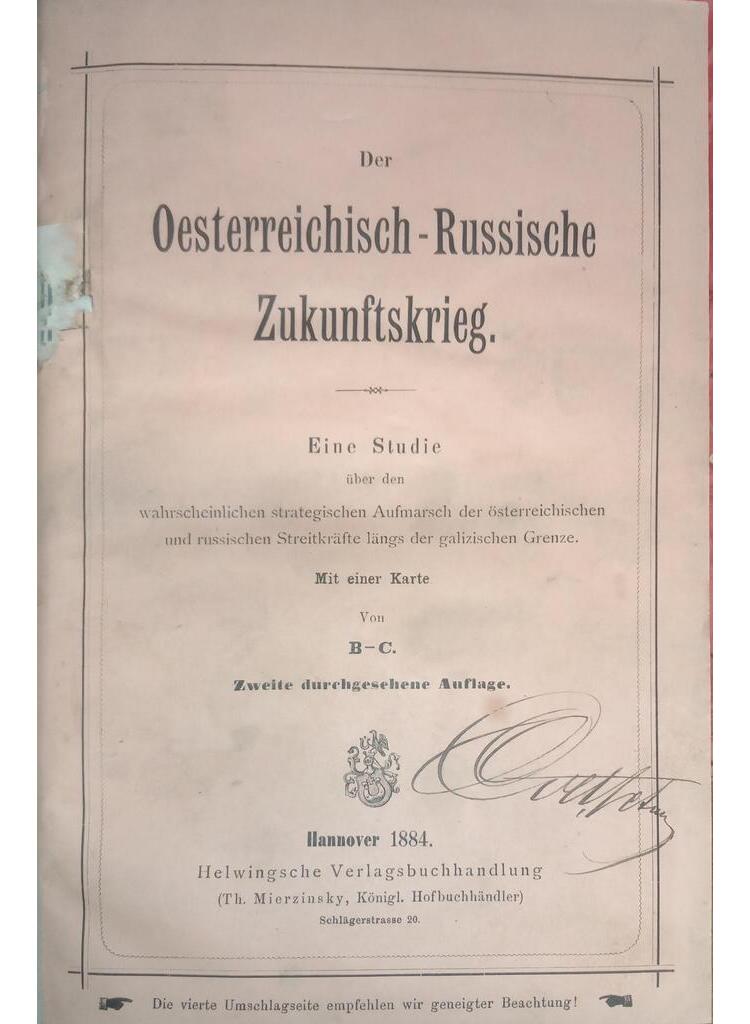 Der
Oesterreichisch-Russische
Zukunftskrieg.
Eine Studie
über den
wahrscheinlichen strategischen Aufmarsch der österreichischen
und russischen Streitkräfte längs der galizischen Grenze.
Mit einer Karte
Von
B–C.
Zweite durchgesehene Auflage.
Hannover 1884.
Helwingsche Verlagsbuchhandlung
(Th. Mierzinsky, Königl. Hofbuchhändler)
Schlägerstrasse 20.
Die vierte Umschlagseite empfehlen wir geneigter Beachtung!